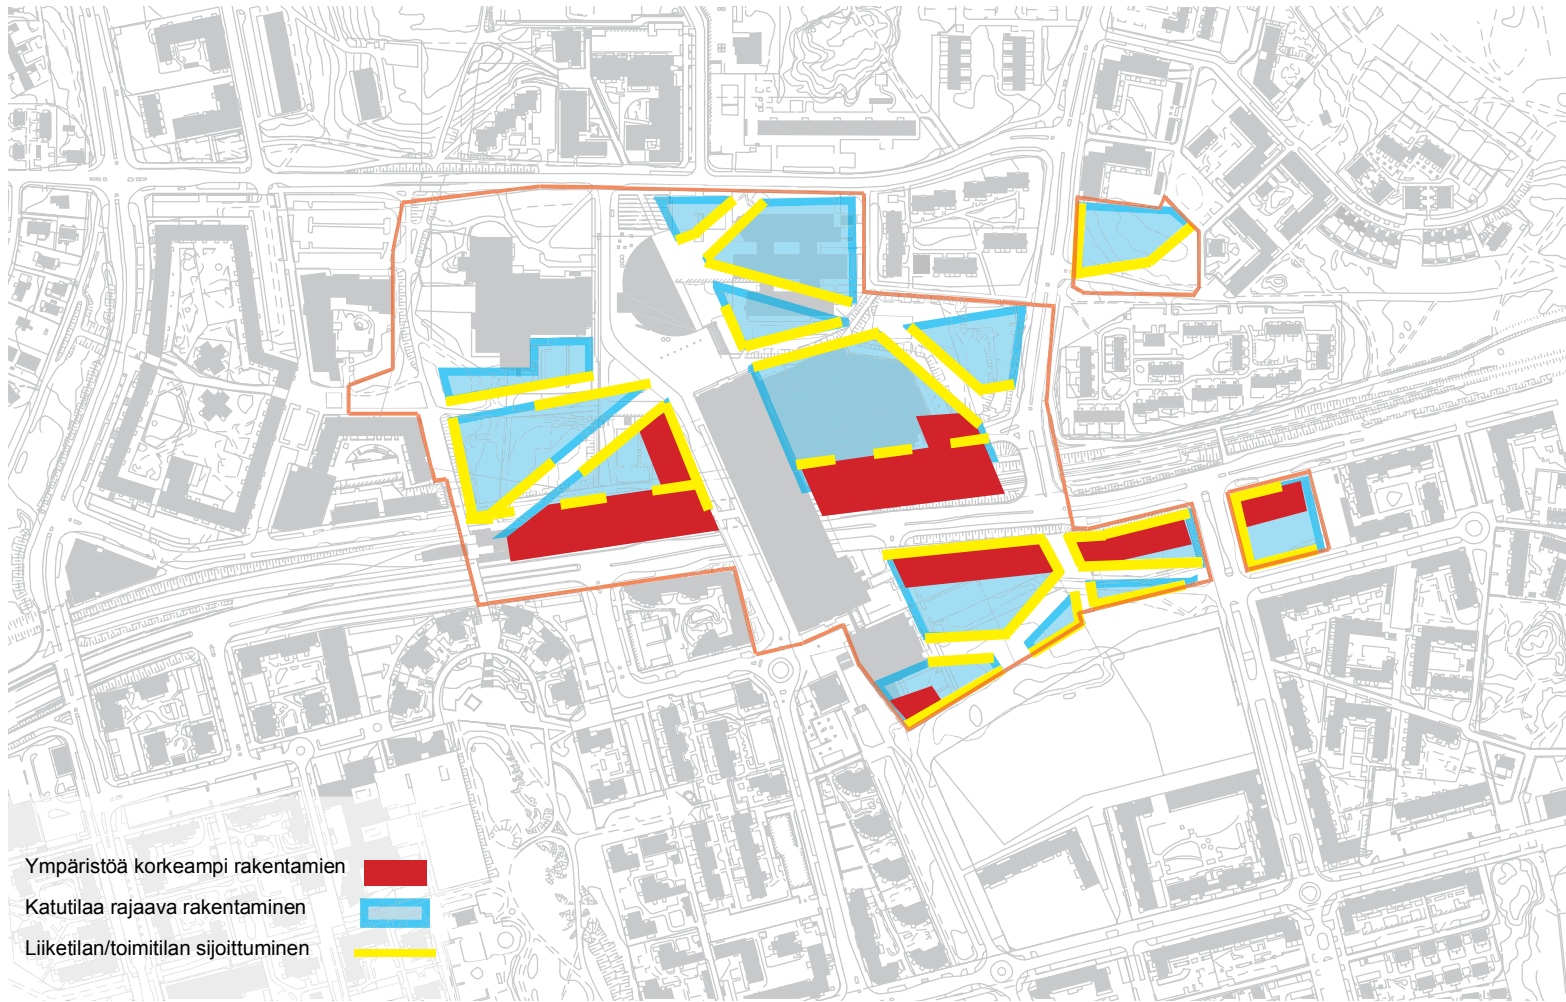 Ympäristöä korkeampi rakentamien
Katutilaa rajaava rakentaminen
Liiketilan/toimitilan sijoittuminen